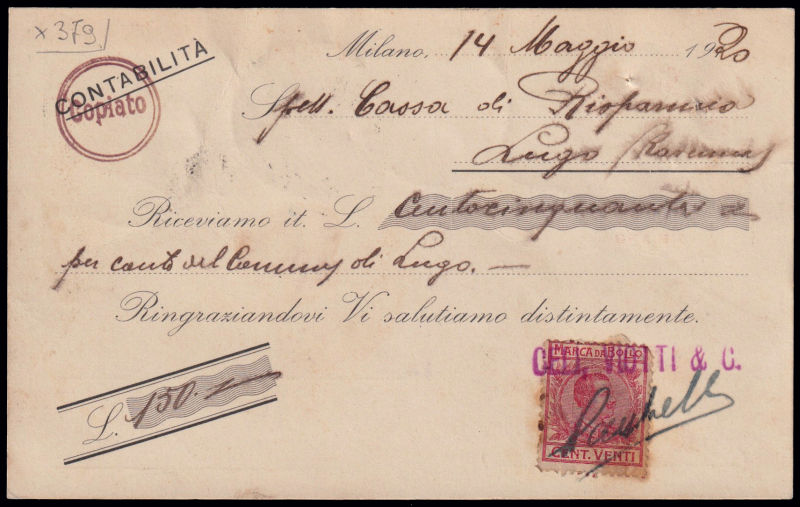 x 379
CONTABILITÀ
Copiato
Milano, 14 Maggio 1920
Spett. Cassa di Risparmio
Lugo (Ravenna)
Riceviamo it. L. Centocinquanta
per conto del Comune di Lugo. —
Ringraziandovi Vi salutiamo distintamente.
L. 150.—
MARCA DA BOLLO
VIOTTI & C.
CENT. VENTI